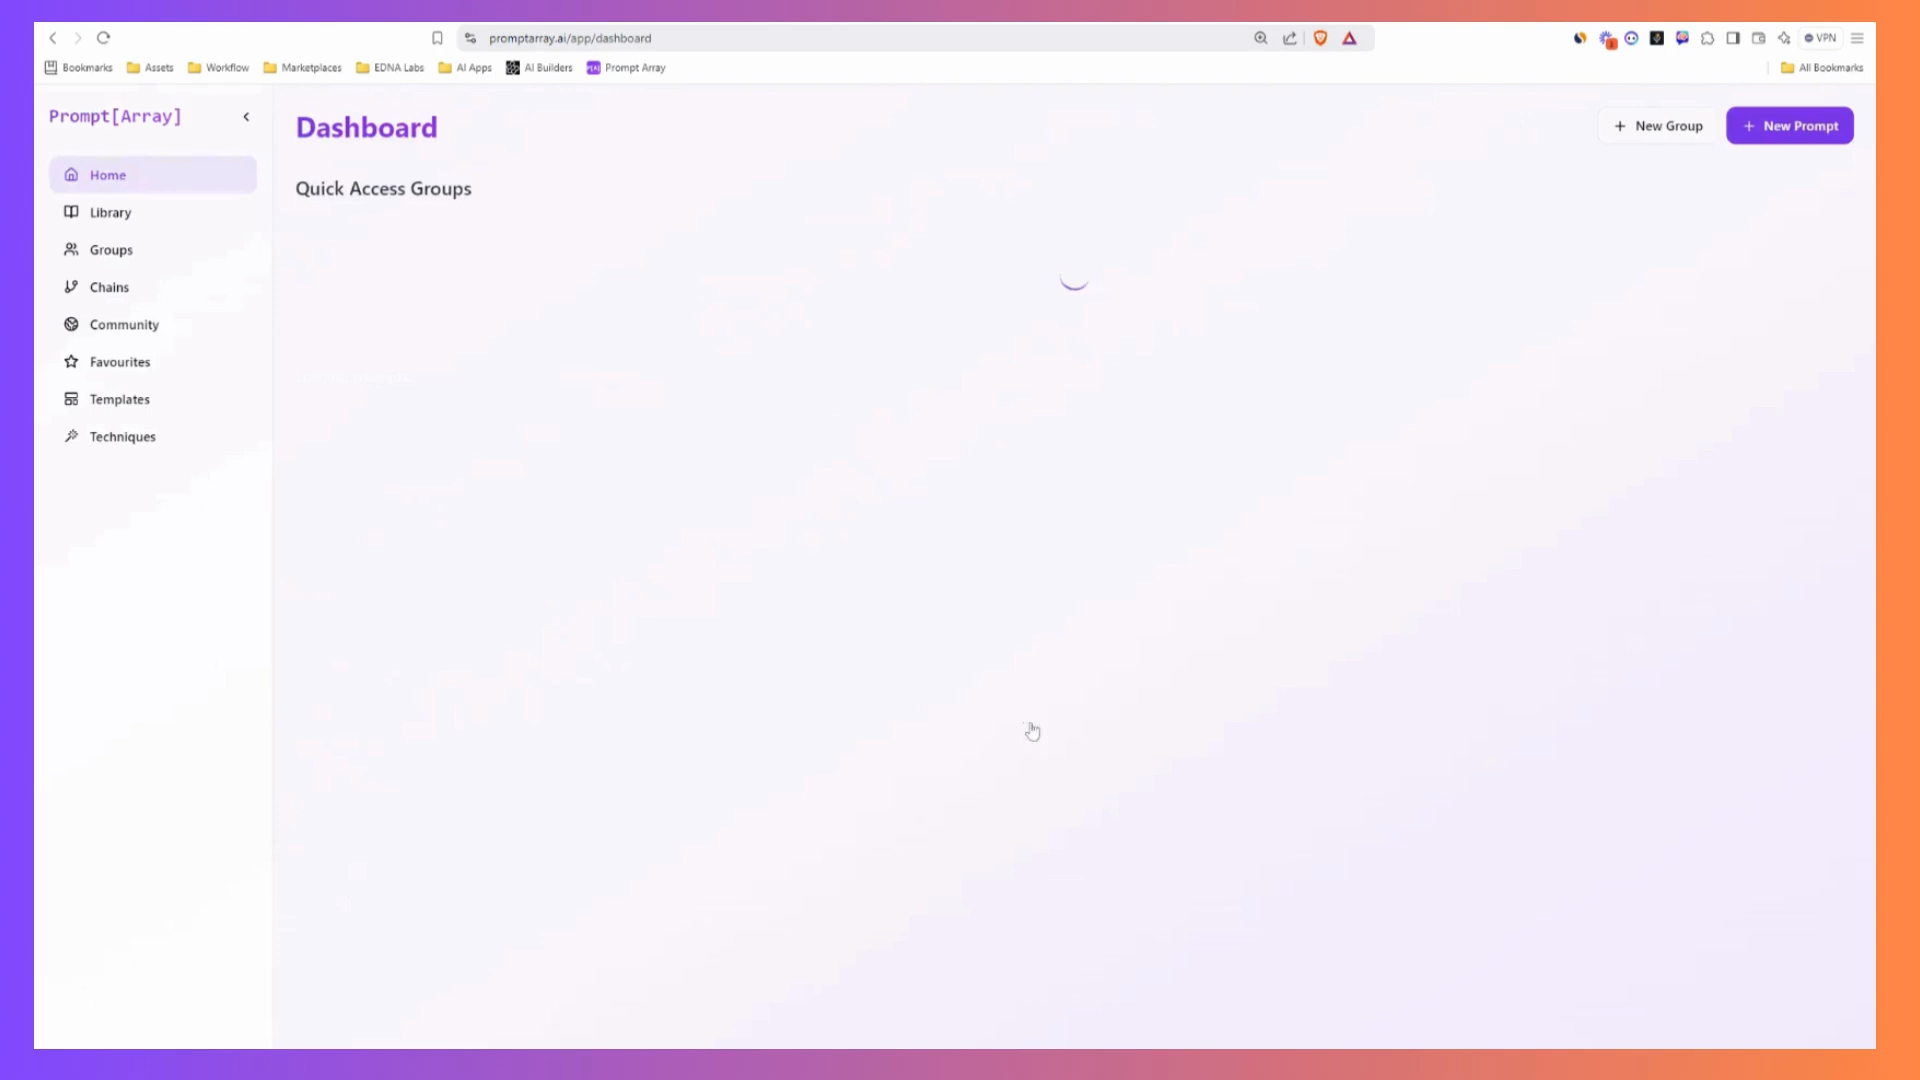 promptarray.ai/app/dashboard
VPN
Bookmarks Assets Workflow Marketplaces EDNA Labs AI Apps AI Builders Prompt Array All Bookmarks
Prompt[Array]
Dashboard
+ New Group
+ New Prompt
Home
Quick Access Groups
Library
Groups
Chains
Community
Favourites
Templates
Techniques